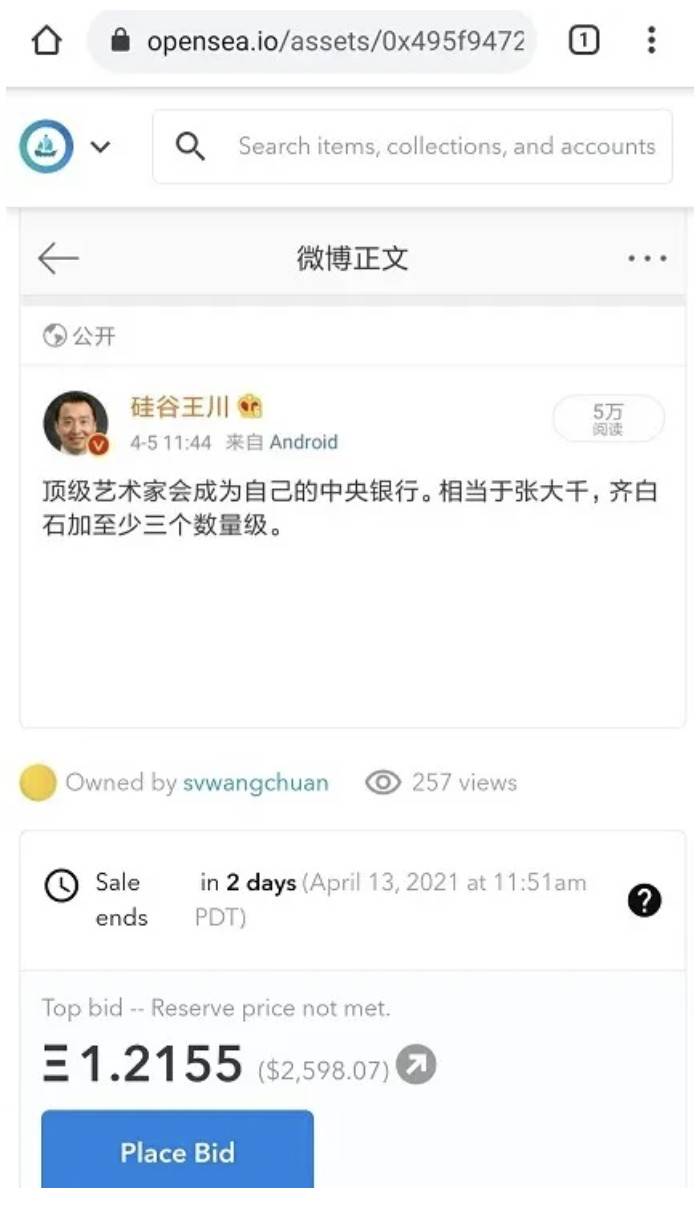 opensea.io/assets/0x495f9472
1
Search items, collections, and accounts
微博正文
公开
硅谷王川
5万
阅读
4-5 11:44 来自 Android
顶级艺术家会成为自己的中央银行。相当于张大千，齐白
石加至少三个数量级。
Owned by svwangchuan 257 views
Sale in 2 days (April 13, 2021 at 11:51am
ends PDT)
?
Top bid -- Reserve price not met.
Ξ 1.2155 ($2,598.07)
Place Bid